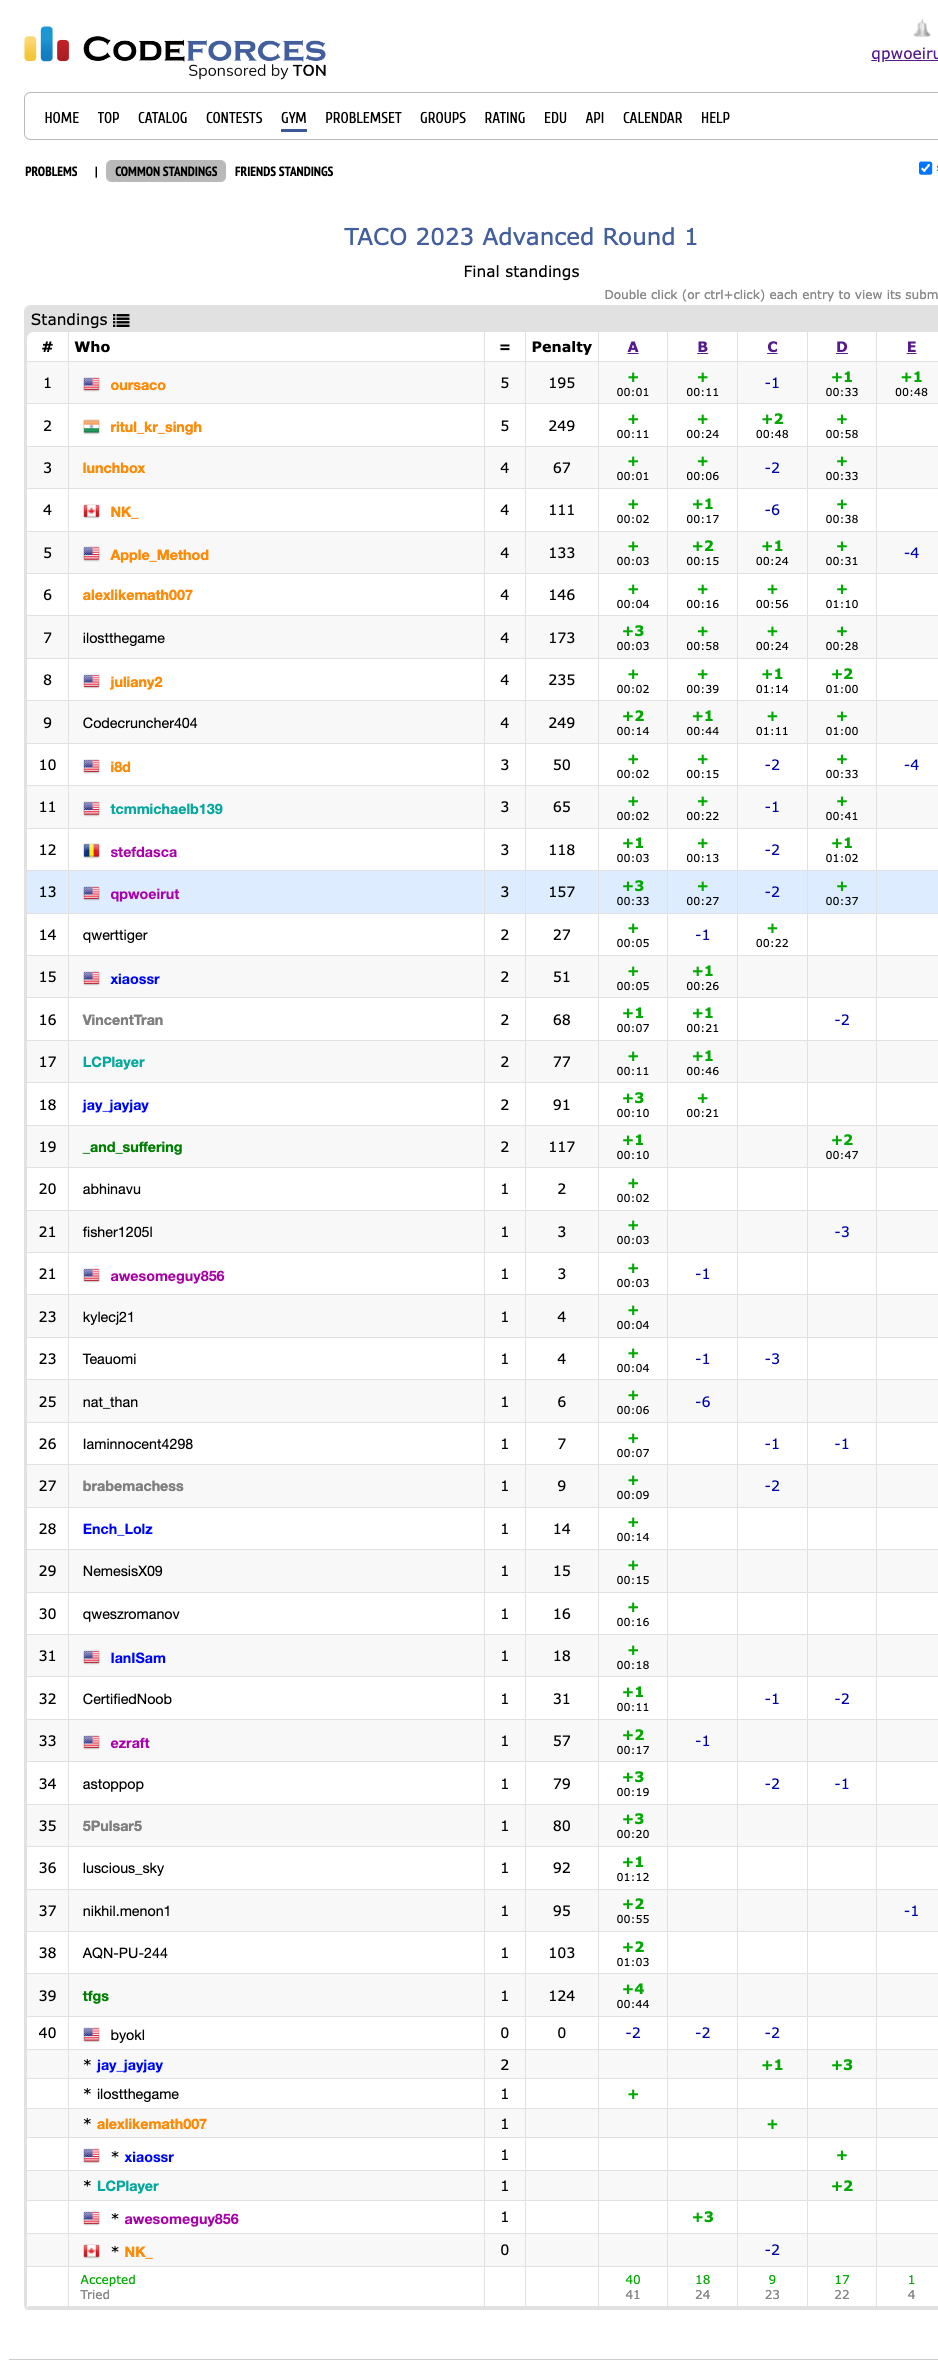 CODEFORCES
Sponsored by TON
qpwoeiru
HOME TOP CATALOG CONTESTS GYM PROBLEMSET GROUPS RATING EDU API CALENDAR HELP
PROBLEMS | COMMON STANDINGS FRIENDS STANDINGS
TACO 2023 Advanced Round 1
Final standings
Double click (or ctrl+click) each entry to view its subm
Standings
# Who = Penalty A B C D E
1 oursaco 5 195 + 00:01 + 00:11 -1 +1 00:33 +1 00:48
2 ritul_kr_singh 5 249 + 00:11 + 00:24 +2 00:48 + 00:58
3 lunchbox 4 67 + 00:01 + 00:06 -2 + 00:33
4 NK_ 4 111 + 00:02 +1 00:17 -6 + 00:38
5 Apple_Method 4 133 + 00:03 +2 00:15 +1 00:24 + 00:31 -4
6 alexlikemath007 4 146 + 00:04 + 00:16 + 00:56 + 01:10
7 ilostthegame 4 173 +3 00:03 + 00:58 + 00:24 + 00:28
8 juliany2 4 235 + 00:02 + 00:39 +1 01:14 +2 01:00
9 Codecruncher404 4 249 +2 00:14 +1 00:44 + 01:11 + 01:00
10 i8d 3 50 + 00:02 + 00:15 -2 + 00:33 -4
11 tcmmichaelb139 3 65 + 00:02 + 00:22 -1 + 00:41
12 stefdasca 3 118 +1 00:03 + 00:13 -2 +1 01:02
13 qpwoeirut 3 157 +3 00:33 + 00:27 -2 + 00:37
14 qwerttiger 2 27 + 00:05 -1 + 00:22
15 xiaossr 2 51 + 00:05 +1 00:26
16 VincentTran 2 68 +1 00:07 +1 00:21 -2
17 LCPlayer 2 77 + 00:11 +1 00:46
18 jay_jayjay 2 91 +3 00:10 + 00:21
19 _and_suffering 2 117 +1 00:10 +2 00:47
20 abhinavu 1 2 + 00:02
21 fisher1205l 1 3 + 00:03 -3
21 awesomeguy856 1 3 + 00:03 -1
23 kylecj21 1 4 + 00:04
23 Teauomi 1 4 + 00:04 -1 -3
25 nat_than 1 6 + 00:06 -6
26 Iaminnocent4298 1 7 + 00:07 -1 -1
27 brabemachess 1 9 + 00:09 -2
28 Ench_Lolz 1 14 + 00:14
29 NemesisX09 1 15 + 00:15
30 qweszromanov 1 16 + 00:16
31 IanISam 1 18 + 00:18
32 CertifiedNoob 1 31 +1 00:11 -1 -2
33 ezraft 1 57 +2 00:17 -1
34 astoppop 1 79 +3 00:19 -2 -1
35 5Pulsar5 1 80 +3 00:20
36 luscious_sky 1 92 +1 01:12
37 nikhil.menon1 1 95 +2 00:55 -1
38 AQN-PU-244 1 103 +2 01:03
39 tfgs 1 124 +4 00:44
40 byokl 0 0 -2 -2 -2
* jay_jayjay 2 +1 +3
* ilostthegame 1 +
* alexlikemath007 1 +
* xiaossr 1 +
* LCPlayer 1 +2
* awesomeguy856 1 +3
* NK_ 0 -2
Accepted 40 18 9 17 1
Tried 41 24 23 22 4